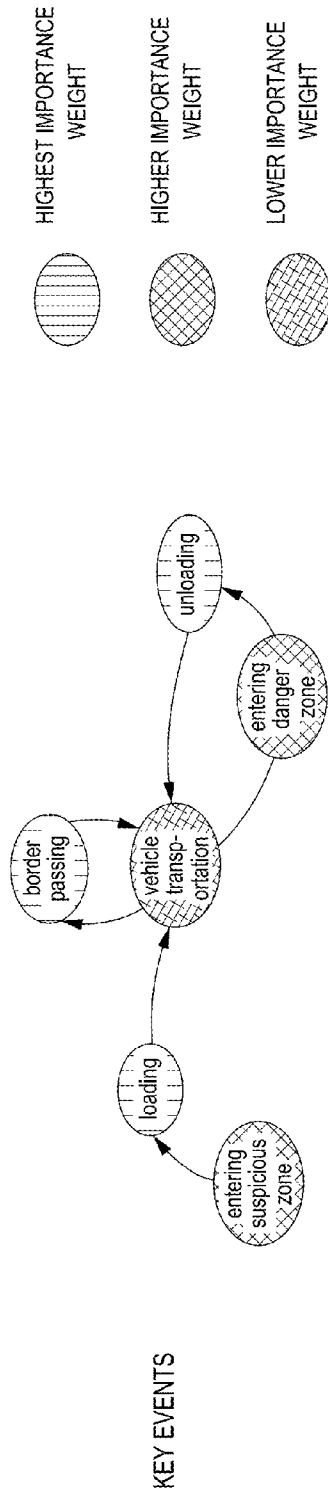 KEY EVENTS
entering
suspicious
zone
loading
border
passing
vehicle
transp-
ortation
entering
danger
zone
unloading
HIGHEST IMPORTANCE
WEIGHT
HIGHER IMPORTANCE
WEIGHT
LOWER IMPORTANCE
WEIGHT